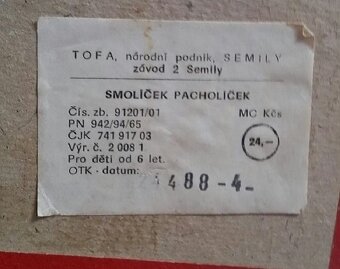 TOFA, národní podnik, SEMILY
závod 2 Semily
SMOLÍČEK PACHOLÍČEK
Čís. zb. 91201/01 MC Kčs
PN 942/94/65
ČJK 741 917 03 24,—
Výr. č. 2 008 1
Pro děti od 6 let.
OTK - datum: 488-4-